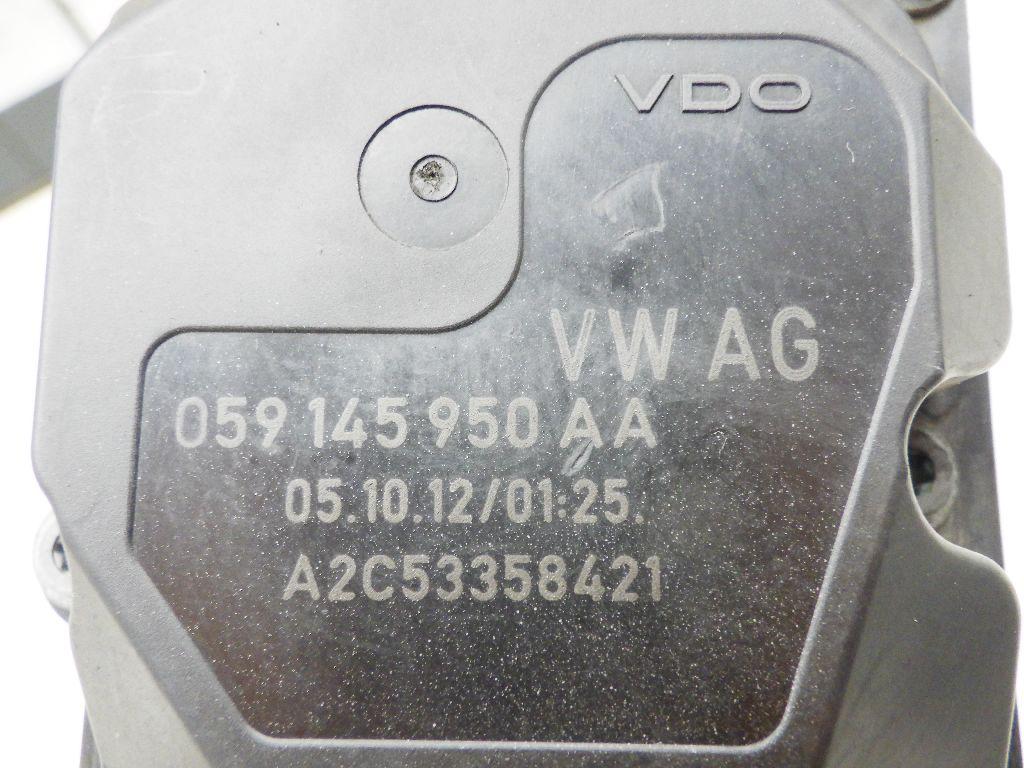 VDO
VW AG
059 145 950 AA
05.10.12/01:25.
A2C53358421